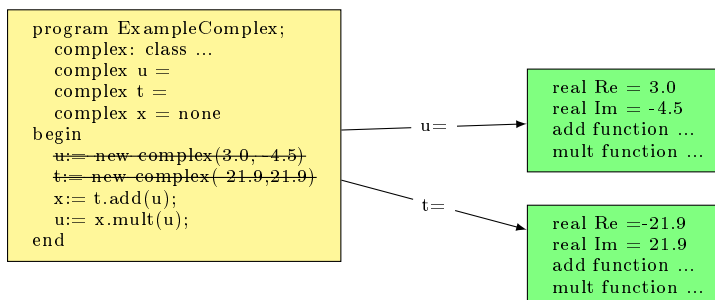 program ExampleComplex;
complex: class ...
complex u =
complex t =
complex x = none
begin
u:= new complex(3.0, -4.5)
t:= new complex(-21.9,21.9)
x:= t.add(u);
u:= x.mult(u);
end
u=
t=
real Re = 3.0
real Im = -4.5
add function ...
mult function ...
real Re =-21.9
real Im = 21.9
add function ...
mult function ...